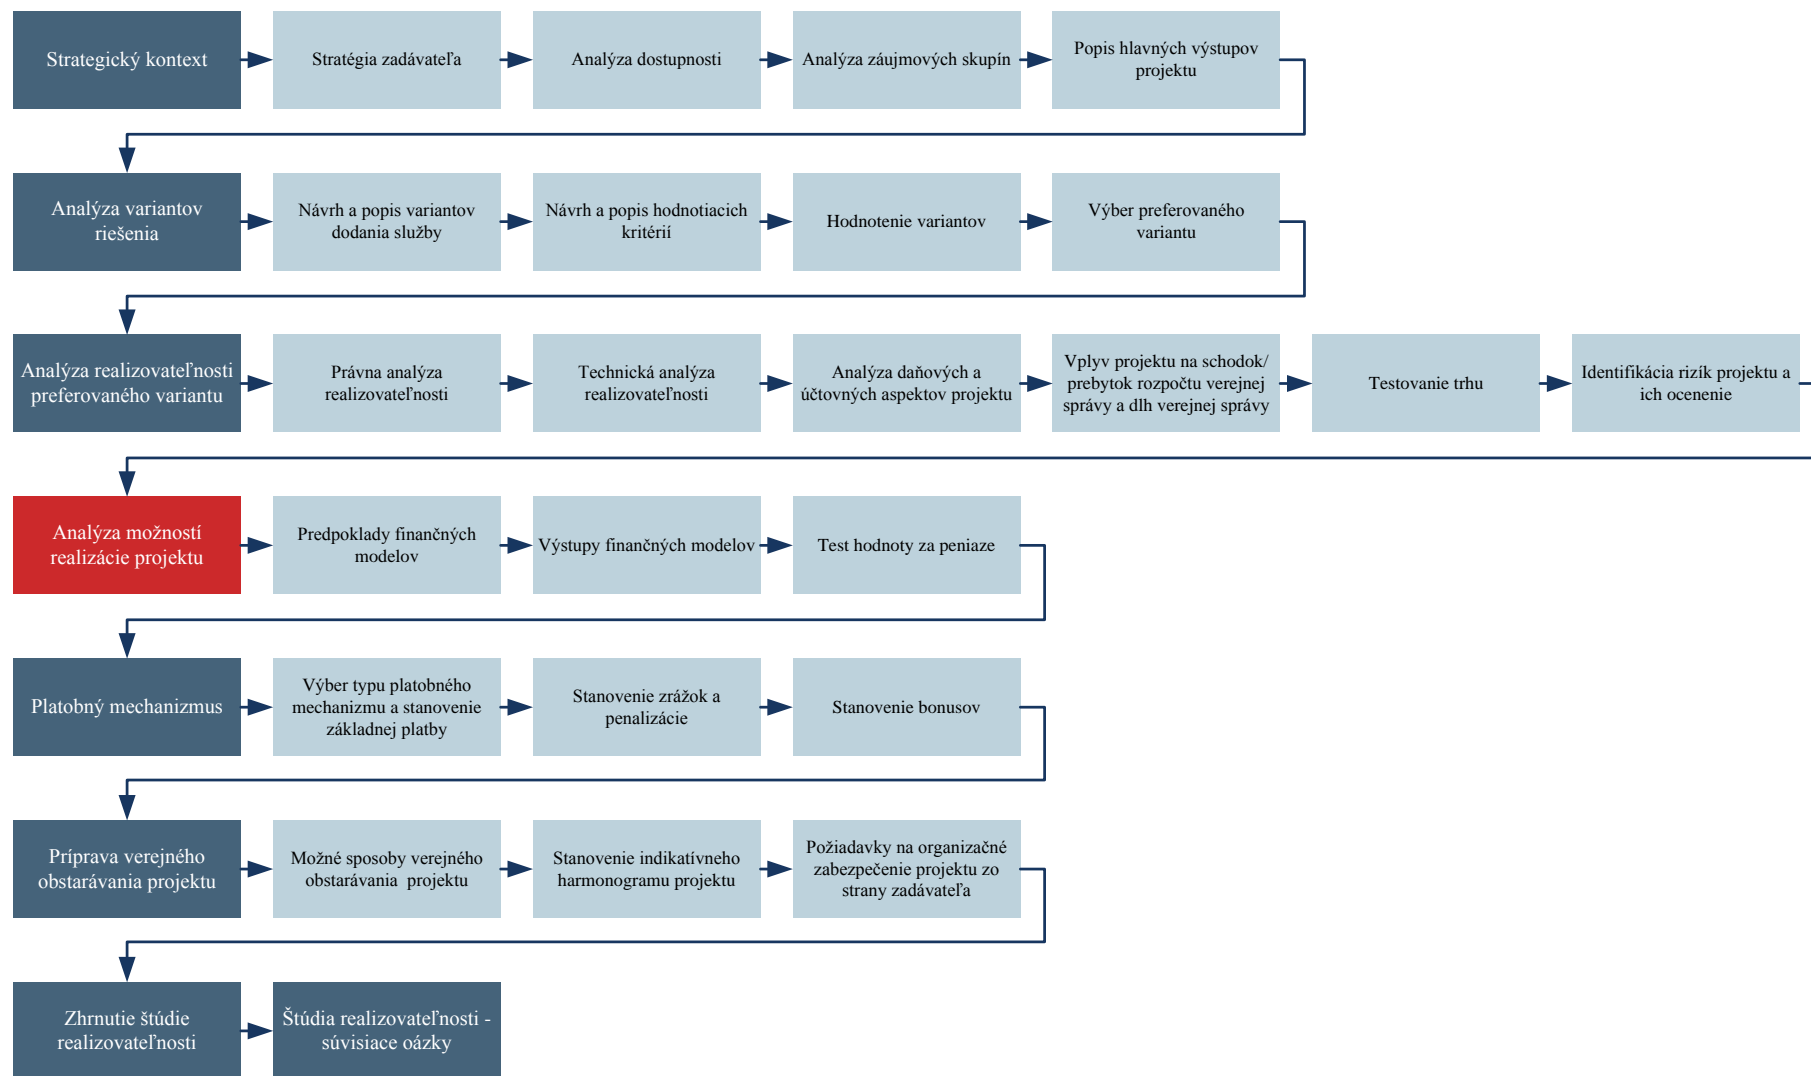 Strategický kontext
Stratégia zadávateľa
Analýza dostupnosti
Analýza záujmových skupín
Popis hlavných výstupov
projektu
Analýza variantov
riešenia
Návrh a popis variantov
dodania služby
Návrh a popis hodnotiacich
kritérií
Hodnotenie variantov
Výber preferovaného
variantu
Analýza realizovateľnosti
preferovaného variantu
Právna analýza
realizovateľnosti
Technická analýza
realizovateľnosti
Analýza daňových a
účtovných aspektov projektu
Vplyv projektu na schodok/
prebytok rozpočtu verejnej
správy a dlh verejnej správy
Testovanie trhu
Identifikácia rizík projektu a
ich ocenenie
Analýza možností
realizácie projektu
Predpoklady finančných
modelov
Výstupy finančných modelov
Test hodnoty za peniaze
Platobný mechanizmus
Výber typu platobného
mechanizmu a stanovenie
základnej platby
Stanovenie zrážok a
penalizácie
Stanovenie bonusov
Príprava verejného
obstarávania projektu
Možné sposoby verejného
obstarávania  projektu
Stanovenie indikatívneho
harmonogramu projektu
Požiadavky na organizačné
zabezpečenie projektu zo
strany zadávateľa
Zhrnutie štúdie
realizovateľnosti
Štúdia realizovateľnosti -
súvisiace oázky